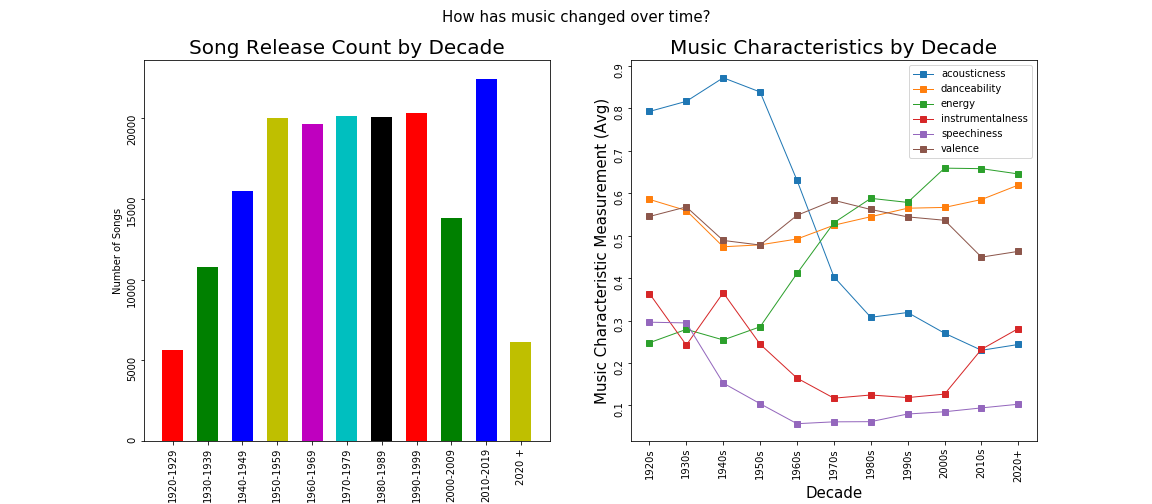 How has music changed over time?
Song Release Count by Decade
Number of Songs
20000
15000
10000
5000
0
1920-1929
1930-1939
1940-1949
1950-1959
1960-1969
1970-1979
1980-1989
1990-1999
2000-2009
2010-2019
2020 +
Music Characteristics by Decade
Music Characteristic Measurement (Avg)
0.9
0.8
0.7
0.6
0.5
0.4
0.3
0.2
0.1
acousticness
danceability
energy
instrumentalness
speechiness
valence
1920s
1930s
1940s
1950s
1960s
1970s
1980s
1990s
2000s
2010s
2020+
Decade